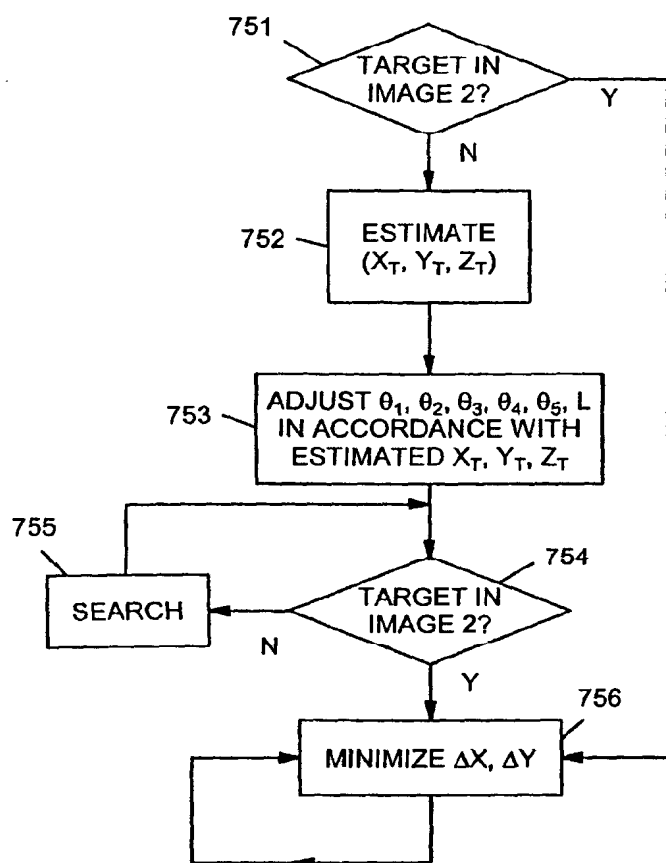 751
TARGET IN
IMAGE 2?
Y
N
752
ESTIMATE
(X_T, Y_T, Z_T)
753
ADJUST θ₁, θ₂, θ₃, θ₄, θ₅, L
IN ACCORDANCE WITH
ESTIMATED X_T, Y_T, Z_T
755
SEARCH
754
TARGET IN
IMAGE 2?
N
Y
756
MINIMIZE ΔX, ΔY